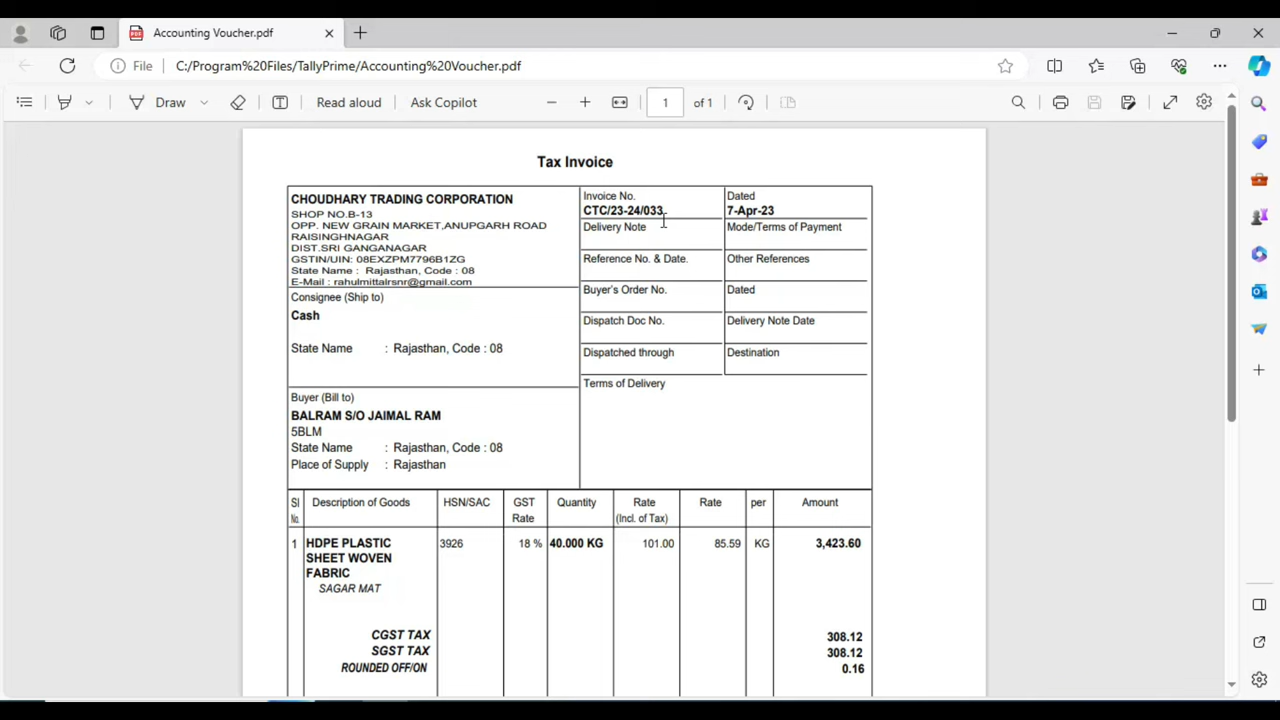 Accounting Voucher.pdf
File C:/Program%20Files/TallyPrime/Accounting%20Voucher.pdf
Draw Read aloud Ask Copilot 1 of 1
Tax Invoice
CHOUDHARY TRADING CORPORATION
SHOP NO.B-13
OPP. NEW GRAIN MARKET,ANUPGARH ROAD
RAISINGHNAGAR
DIST.SRI GANGANAGAR
GSTIN/UIN: 08EXZPM7796B1ZG
State Name : Rajasthan, Code : 08
E-Mail : rahulmittalrsnr@gmail.com
Invoice No. Dated
CTC/23-24/033 7-Apr-23
Delivery Note Mode/Terms of Payment
Reference No. & Date. Other References
Buyer's Order No. Dated
Dispatch Doc No. Delivery Note Date
Dispatched through Destination
Terms of Delivery
Consignee (Ship to)
Cash
State Name : Rajasthan, Code : 08
Buyer (Bill to)
BALRAM S/O JAIMAL RAM
5BLM
State Name : Rajasthan, Code : 08
Place of Supply : Rajasthan
Sl Description of Goods HSN/SAC GST Quantity Rate Rate per Amount
No. Rate (Incl. of Tax)
1 HDPE PLASTIC 3926 18 % 40.000 KG 101.00 85.59 KG 3,423.60
SHEET WOVEN
FABRIC
SAGAR MAT
CGST TAX 308.12
SGST TAX 308.12
ROUNDED OFF/ON 0.16